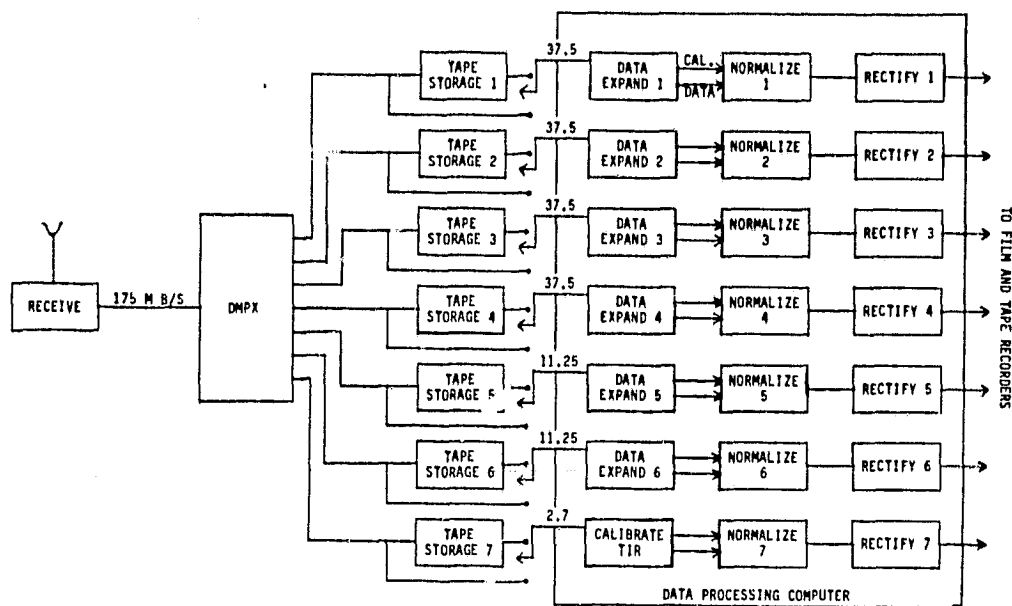 RECEIVE
175 M B/S
DMPX
TAPE
STORAGE 1
37.5
DATA
EXPAND 1
CAL.
DATA
NORMALIZE
1
RECTIFY 1
TAPE
STORAGE 2
37.5
DATA
EXPAND 2
NORMALIZE
2
RECTIFY 2
TAPE
STORAGE 3
37.5
DATA
EXPAND 3
NORMALIZE
3
RECTIFY 3
TAPE
STORAGE 4
37.5
DATA
EXPAND 4
NORMALIZE
4
RECTIFY 4
TAPE
STORAGE 5
11.25
DATA
EXPAND 5
NORMALIZE
5
RECTIFY 5
TAPE
STORAGE 6
11.25
DATA
EXPAND 6
NORMALIZE
6
RECTIFY 6
TAPE
STORAGE 7
2.7
CALIBRATE
TIR
NORMALIZE
7
RECTIFY 7
DATA PROCESSING COMPUTER
TO FILM AND TAPE RECORDERS